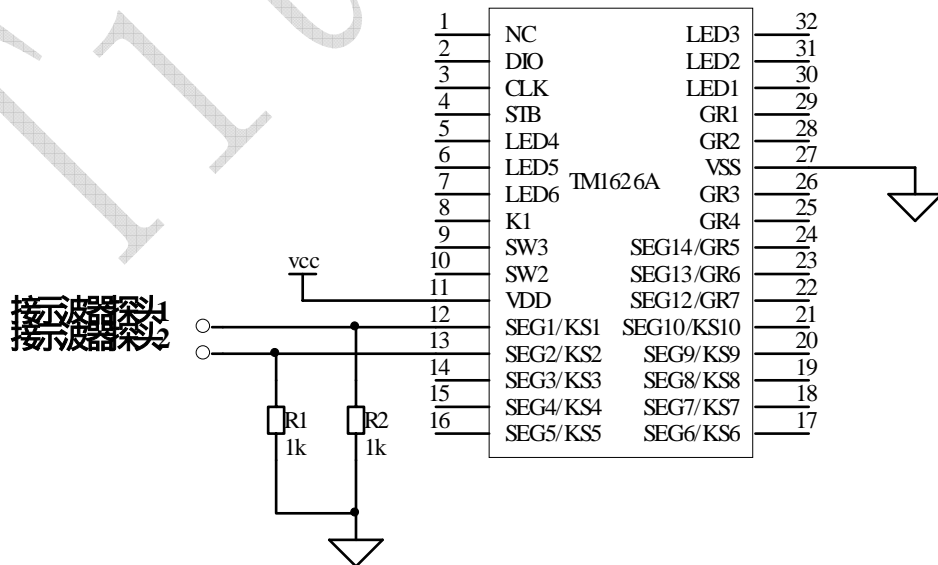 1 NC LED3 32
2 DIO LED2 31
3 CLK LED1 30
4 STB GR1 29
5 LED4 GR2 28
6 LED5 VSS 27
TM1626A
7 LED6 GR3 26
8 K1 GR4 25
9 SW3 SEG14/GR5 24
10 SW2 SEG13/GR6 23
vcc
11 VDD SEG12/GR7 22
接示波器探头1
12 SEG1/KS1 SEG10/KS10 21
接示波器探头2
13 SEG2/KS2 SEG9/KS9 20
14 SEG3/KS3 SEG8/KS8 19
15 SEG4/KS4 SEG7/KS7 18
16 SEG5/KS5 SEG6/KS6 17
R1 R2
1k 1k